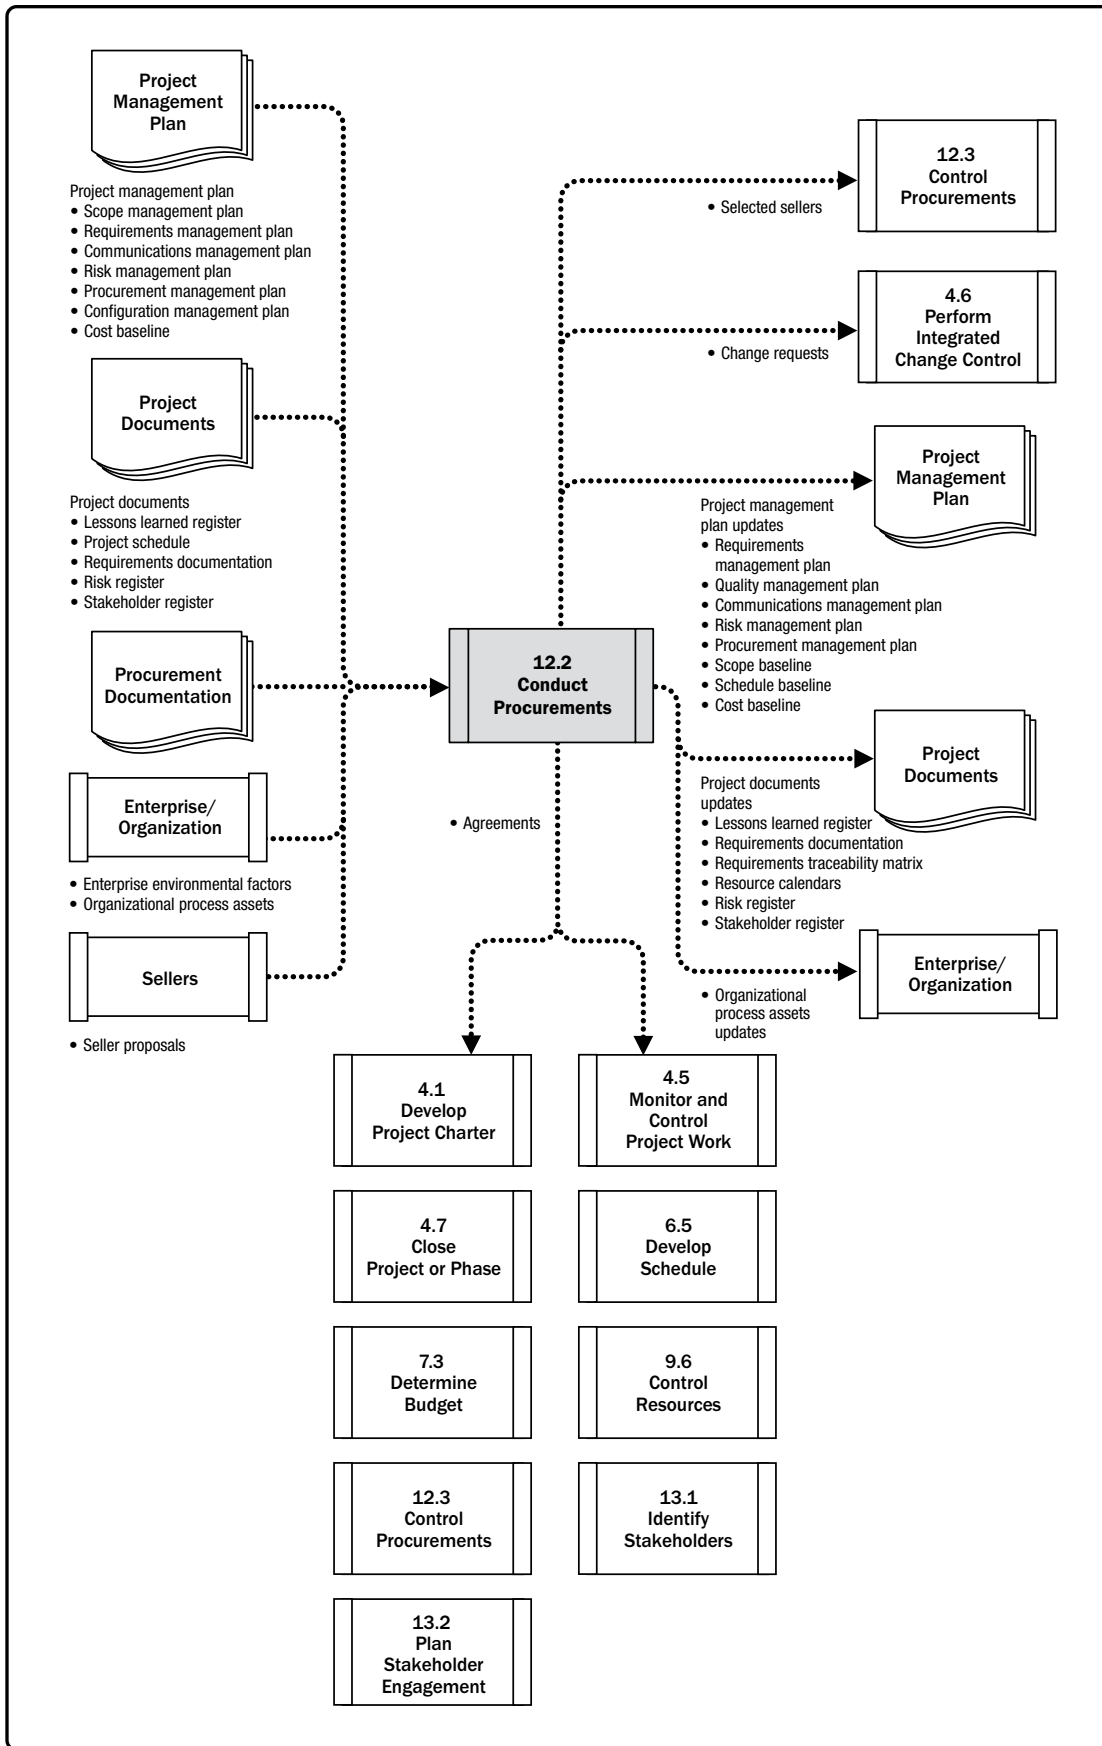 Project
Management
Plan
Project management plan
• Scope management plan
• Requirements management plan
• Communications management plan
• Risk management plan
• Procurement management plan
• Configuration management plan
• Cost baseline
Project
Documents
Project documents
• Lessons learned register
• Project schedule
• Requirements documentation
• Risk register
• Stakeholder register
Procurement
Documentation
Enterprise/
Organization
• Enterprise environmental factors
• Organizational process assets
Sellers
• Seller proposals
12.2
Conduct
Procurements
• Selected sellers
12.3
Control
Procurements
• Change requests
4.6
Perform
Integrated
Change Control
Project
Management
Plan
Project management
plan updates
• Requirements
management plan
• Quality management plan
• Communications management plan
• Risk management plan
• Procurement management plan
• Scope baseline
• Schedule baseline
• Cost baseline
Project
Documents
Project documents
updates
• Lessons learned register
• Requirements documentation
• Requirements traceability matrix
• Resource calendars
• Risk register
• Stakeholder register
Enterprise/
Organization
• Organizational
process assets
updates
• Agreements
4.1
Develop
Project Charter
4.5
Monitor and
Control
Project Work
4.7
Close
Project or Phase
6.5
Develop
Schedule
7.3
Determine
Budget
9.6
Control
Resources
12.3
Control
Procurements
13.1
Identify
Stakeholders
13.2
Plan
Stakeholder
Engagement